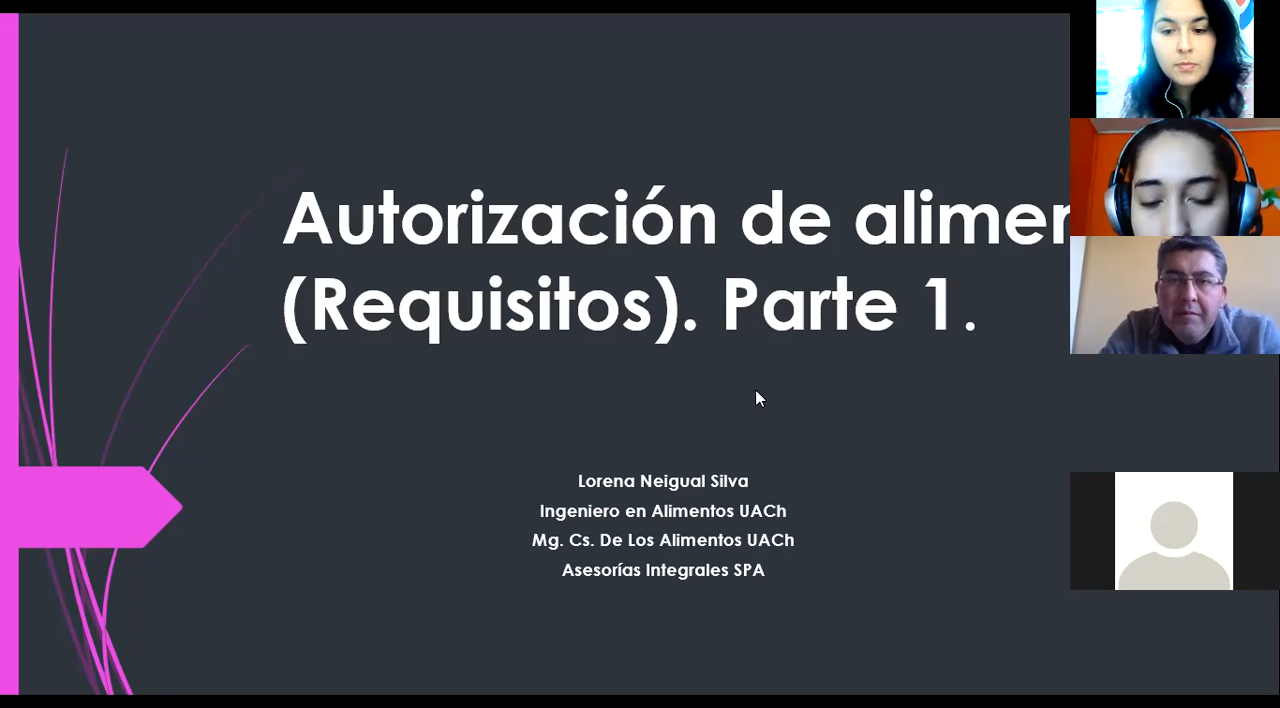 Autorización de alimen
(Requisitos). Parte 1.
Lorena Neigual Silva
Ingeniero en Alimentos UACh
Mg. Cs. De Los Alimentos UACh
Asesorías Integrales SPA